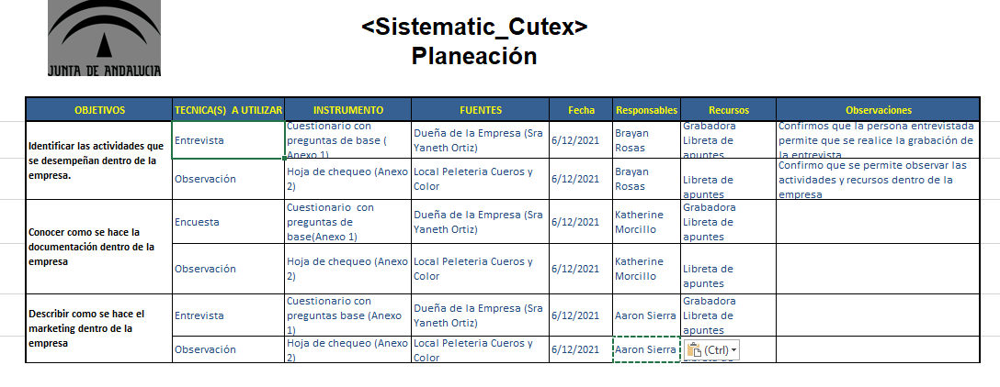 <Sistematic_Cutex>
Planeación
JUNTA DE ANDALUCIA
OBJETIVOS TECNICA(S) A UTILIZAR INSTRUMENTO FUENTES Fecha Responsables Recursos Observaciones
Identificar las actividades que
se desempeñan dentro de la
empresa.
Entrevista
Cuestionario con
preguntas de base (
Anexo 1)
Dueña de la Empresa (Sra
Yaneth Ortiz)
6/12/2021
Brayan
Rosas
Grabadora
Libreta de
apuntes
Confirmos que la persona entrevistada
permite que se realice la grabación de
la entrevista
Observación
Hoja de chequeo (Anexo
2)
Local Peleteria Cueros y
Color
6/12/2021
Brayan
Rosas
Libreta de
apuntes
Confirmo que se permite observar las
actividades y recursos dentro de la
empresa
Conocer como se hace la
documentación dentro de la
empresa
Encuesta
Cuestionario con
preguntas de
base(Anexo 1)
Dueña de la Empresa (Sra
Yaneth Ortiz)
6/12/2021
Katherine
Morcillo
Grabadora
Libreta de
apuntes
Observación
Hoja de chequeo (Anexo
2)
Local Peleteria Cueros y
Color
6/12/2021
Katherine
Morcillo
Libreta de
apuntes
Describir como se hace el
marketing dentro de la
empresa
Entrevista
Cuestionario con
preguntas base (Anexo
1)
Dueña de la Empresa (Sra
Yaneth Ortiz)
6/12/2021
Aaron Sierra
Grabadora
Libreta de
apuntes
Observación
Hoja de chequeo (Anexo
2)
Local Peleteria Cueros y
Color
6/12/2021
Aaron Sierra
(Ctrl)